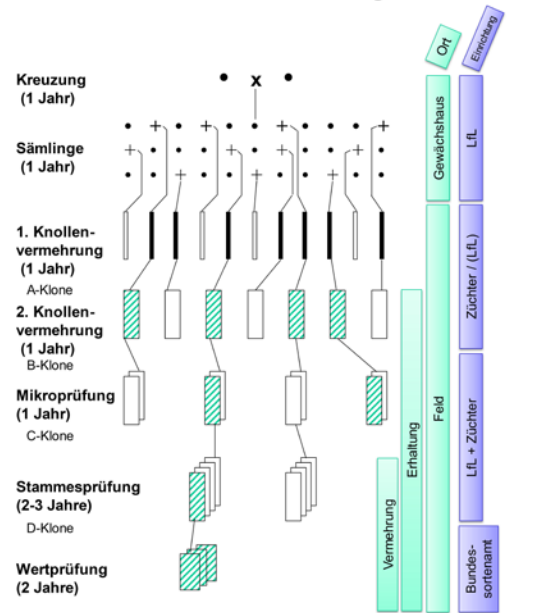 Kreuzung
(1 Jahr)
x
Sämlinge
(1 Jahr)
1. Knollen-
vermehrung
(1 Jahr)
A-Klone
2. Knollen-
vermehrung
(1 Jahr)
B-Klone
Mikroprüfung
(1 Jahr)
C-Klone
Stammesprüfung
(2-3 Jahre)
D-Klone
Wertprüfung
(2 Jahre)
Vermehrung
Erhaltung
Ort
Gewächshaus
Feld
Einrichtung
LfL
Züchter / (LfL)
LfL + Züchter
Bundes-
sortenamt